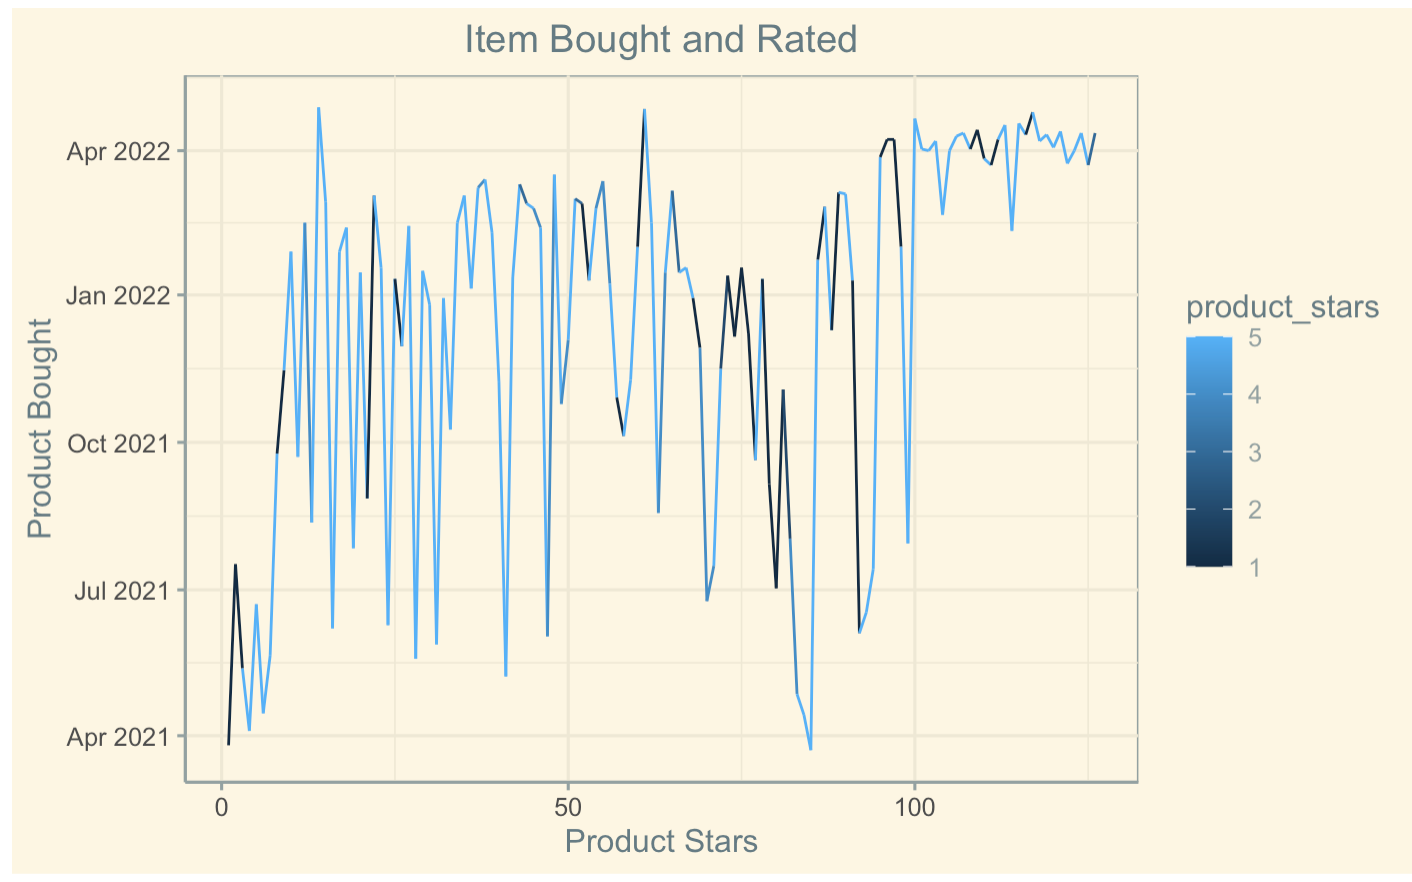 Item Bought and Rated
Product Bought
Apr 2022
Jan 2022
Oct 2021
Jul 2021
Apr 2021
0 50 100
Product Stars
product_stars
5
4
3
2
1